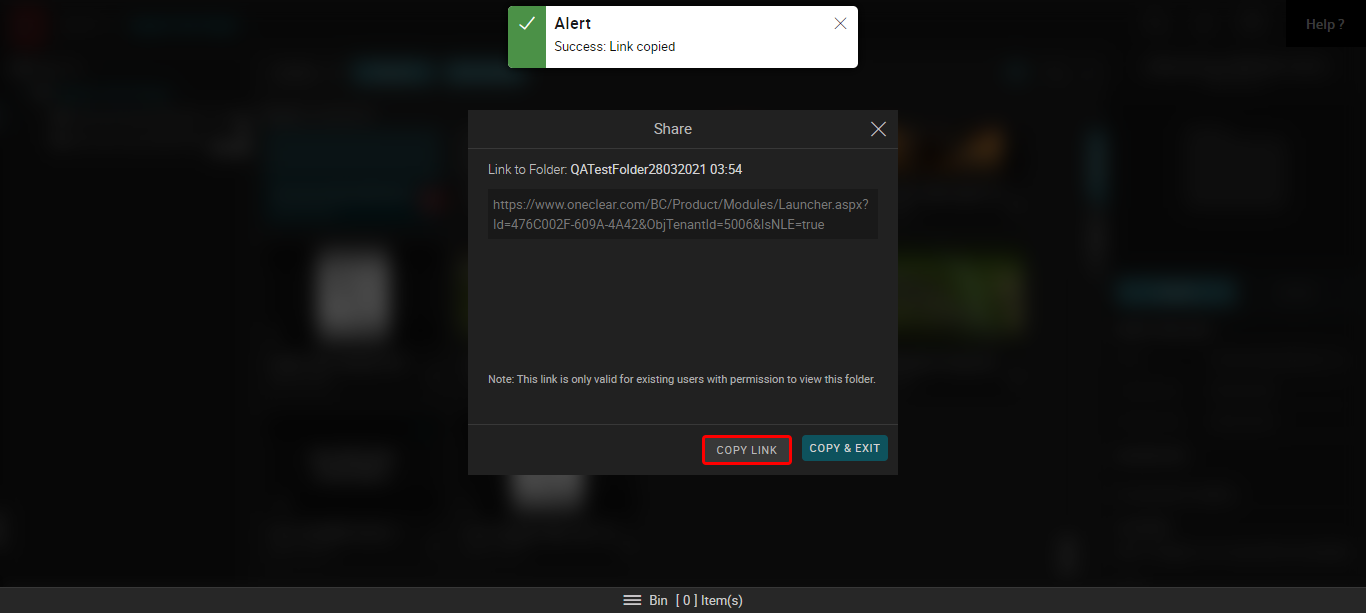 Alert
Success: Link copied
Help ?
Share
Link to Folder: QATestFolder28032021 03:54
https://www.oneclear.com/BC/Product/Modules/Launcher.aspx?
Id=476C002F-609A-4A42&ObjTenantId=5006&IsNLE=true
Note: This link is only valid for existing users with permission to view this folder.
COPY LINK
COPY & EXIT
Bin [ 0 ] Item(s)